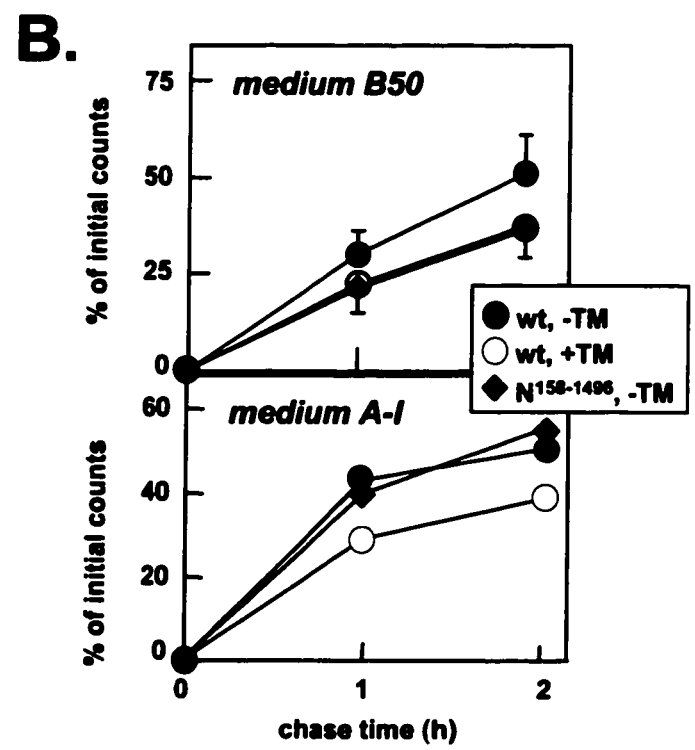 B.
medium B50
% of initial counts
75
50
25
0
wt, -TM
wt, +TM
N¹⁵⁸⁻¹⁴⁹⁶, -TM
medium A-I
% of initial counts
60
40
20
0
0 1 2
chase time (h)